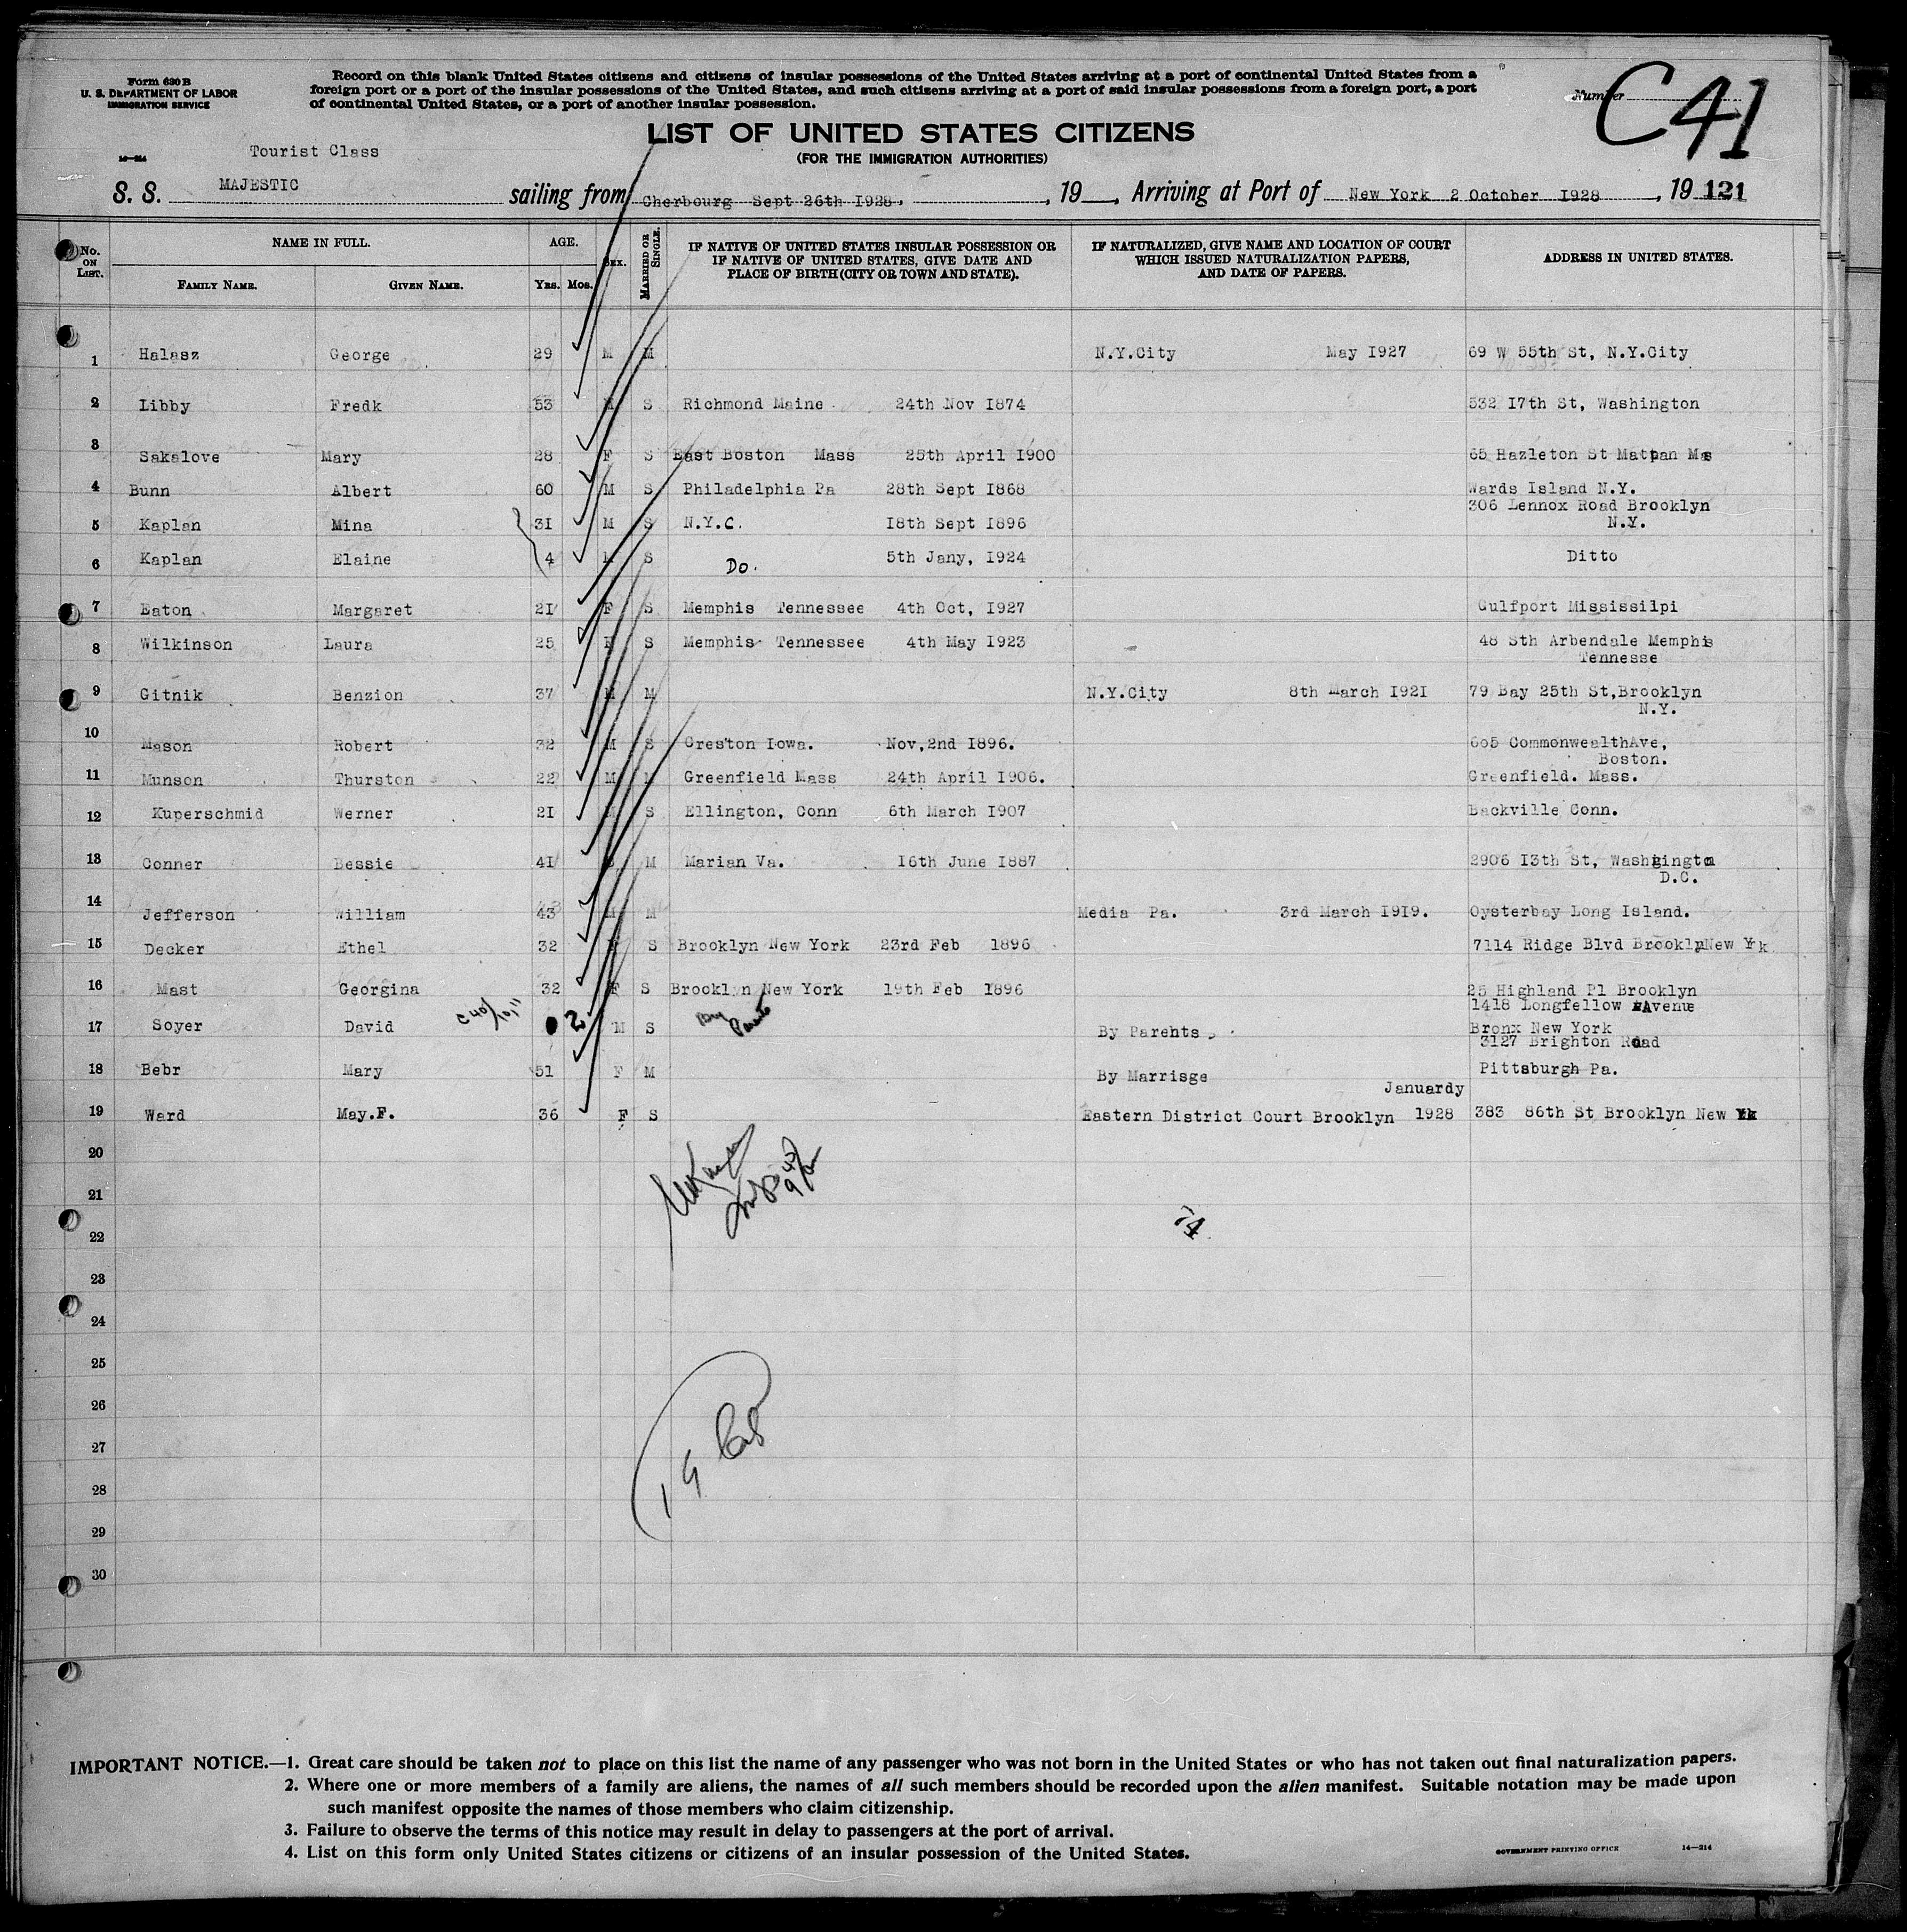 Form 630 B
U. S. DEPARTMENT OF LABOR
IMMIGRATION SERVICE
Record on this blank United States citizens and citizens of insular possessions of the United States arriving at a port of continental United States from a
foreign port or a port of the insular possessions of the United States, and such citizens arriving at a port of said insular possessions from a foreign port, a port
of continental United States, or a port of another insular possession.
Number C41
LIST OF UNITED STATES CITIZENS
(FOR THE IMMIGRATION AUTHORITIES)
14—214
Tourist Class
S. S. MAJESTIC sailing from Cherbourg Sept 26th 1928. , 19 , Arriving at Port of New York 2 October 1928 , 19 121
No. ON LIST. NAME IN FULL. AGE. SEX. MARRIED OR SINGLE. IF NATIVE OF UNITED STATES INSULAR POSSESSION OR IF NATIVE OF UNITED STATES, GIVE DATE AND PLACE OF BIRTH (CITY OR TOWN AND STATE). IF NATURALIZED, GIVE NAME AND LOCATION OF COURT WHICH ISSUED NATURALIZATION PAPERS, AND DATE OF PAPERS. ADDRESS IN UNITED STATES.
FAMILY NAME. GIVEN NAME. YRS. MOS.
1 Halasz George 29 M M N.Y.City May 1927 69 W 55th St, N.Y.City
2 Libby Fredk 53 M S Richmond Maine 24th Nov 1874 532 17th St, Washington
3 Sakalove Mary 28 F S East Boston Mass 25th April 1900 65 Hazleton St Mattpan Mas
4 Bunn Albert 60 M S Philadelphia Pa 28th Sept 1868 Wards Island N.Y.
5 Kaplan Mina 31 M S N.Y.C. 18th Sept 1896 306 Lennox Road Brooklyn
N.Y.
6 Kaplan Elaine 4 M S Do. 5th Jany, 1924 Ditto
7 Eaton Margaret 21 F S Memphis Tennessee 4th Oct, 1927 Gulfport Mississilpi
8 Wilkinson Laura 25 F S Memphis Tennessee 4th May 1923 48 Sth Arbendale Memphis
Tennesse
9 Gitnik Benzion 37 M M N.Y.City 8th March 1921 79 Bay 25th St,Brooklyn
N.Y.
10 Mason Robert 32 M S Creston Iowa. Nov,2nd 1896. 605 CommonwealthAve,
Boston.
11 Munson Thurston 22 M M Greenfield Mass 24th April 1906. Greenfield. Mass.
12 Kuperschmid Werner 21 M S Ellington, Conn 6th March 1907 Backville Conn.
13 Conner Bessie 41 M Marian Va. 16th June 1887 2906 13th St, Washington
D.C.
14 Jefferson William 43 M M Media Pa. 3rd March 1919. Oysterbay Long Island.
15 Decker Ethel 32 F S Brooklyn New York 23rd Feb 1896 7114 Ridge Blvd Brooklyn New Yk
16 Mast Georgina 32 F S Brooklyn New York 19th Feb 1896 25 Highland Pl Brooklyn
1418 Longfellow Avenue
17 Soyer David C40/10,11 2 M S By Parents By Parents. Bronx New York
3127 Brighton Road
18 Bebr Mary 51 F M By Marrisge Pittsburgh Pa.
Januardy
19 Ward May.F. 36 F S Eastern District Court Brooklyn 1928 383 86th St Brooklyn New Yk
20
21
22
23
24
25
26
27
28
29
30
IMPORTANT NOTICE.—1. Great care should be taken not to place on this list the name of any passenger who was not born in the United States or who has not taken out final naturalization papers.
2. Where one or more members of a family are aliens, the names of all such members should be recorded upon the alien manifest. Suitable notation may be made upon
such manifest opposite the names of those members who claim citizenship.
3. Failure to observe the terms of this notice may result in delay to passengers at the port of arrival.
4. List on this form only United States citizens or citizens of an insular possession of the United States.
GOVERNMENT PRINTING OFFICE 14—214